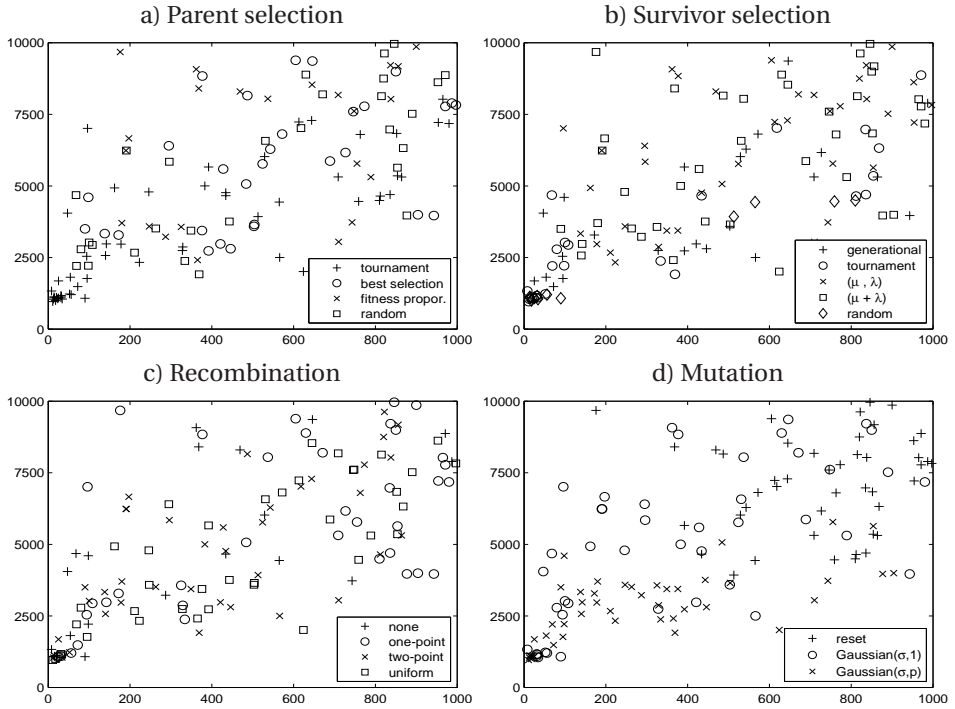 a) Parent selection
10000
7500
5000
2500
0
0 200 400 600 800 1000
tournament
best selection
fitness propor.
random
b) Survivor selection
10000
7500
5000
2500
0
0 200 400 600 800 1000
generational
tournament
(μ , λ)
(μ + λ)
random
c) Recombination
10000
7500
5000
2500
0
0 200 400 600 800 1000
none
one-point
two-point
uniform
d) Mutation
10000
7500
5000
2500
0
0 200 400 600 800 1000
reset
Gaussian(σ,1)
Gaussian(σ,p)